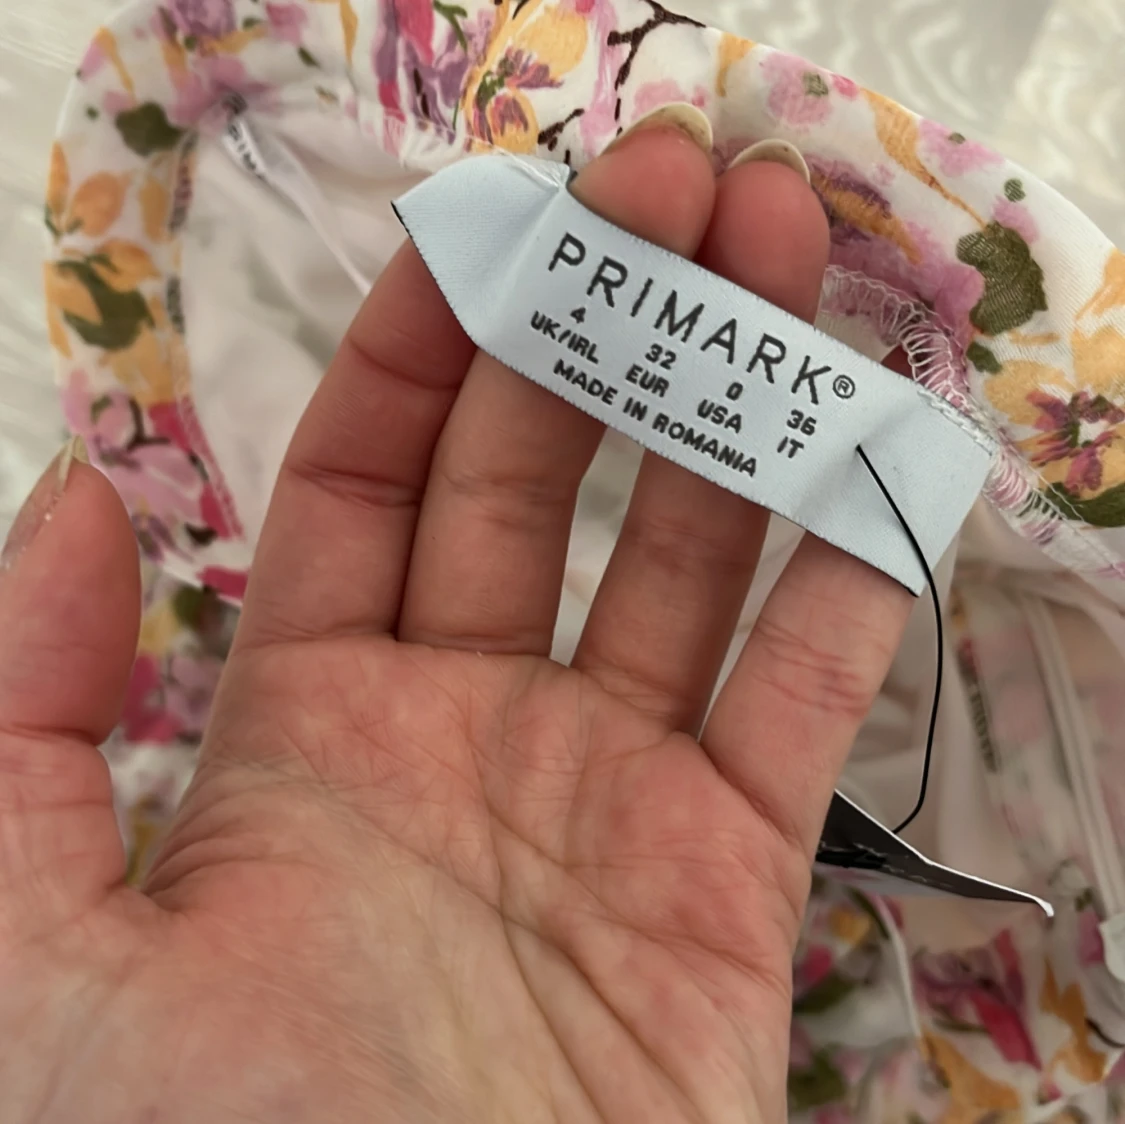 PRIMARK®
4 32 0 36
UK/IRL EUR USA IT
MADE IN ROMANIA